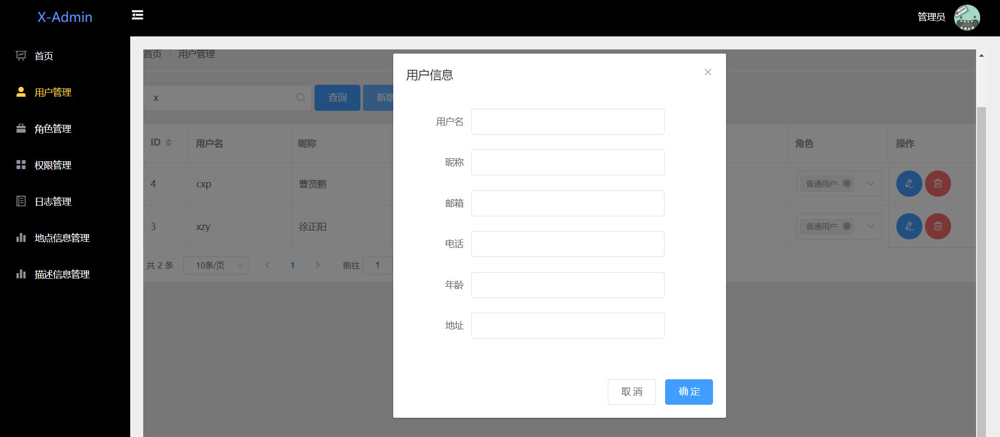 X-Admin
管理员
首页
用户管理
角色管理
权限管理
日志管理
地点信息管理
描述信息管理
首页 > 用户管理
x
查询
新增
ID 用户名 昵称 角色 操作
4 cxp 曹贤鹏 普通用户
3 xzy 徐正阳 普通用户
共 2 条 10条/页 1 前往 1
用户信息
用户名
昵称
邮箱
电话
年龄
地址
取 消
确 定